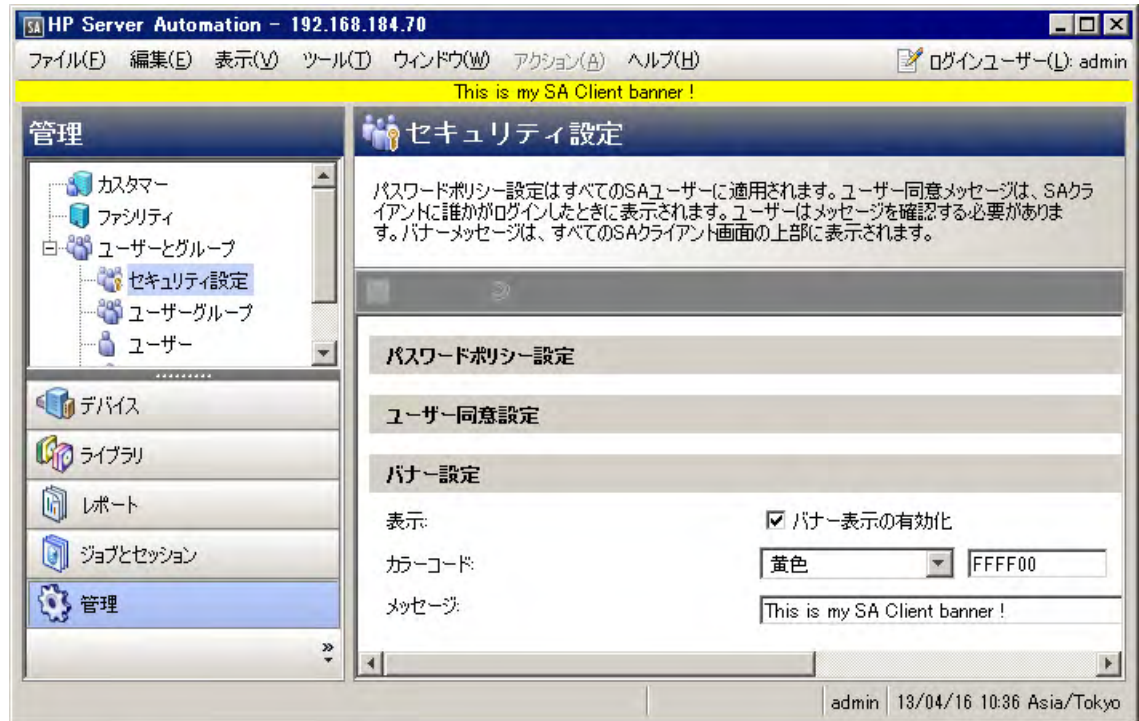 HP Server Automation - 192.168.184.70
ファイル(F) 編集(E) 表示(V) ツール(T) ウィンドウ(W) アクション(A) ヘルプ(H) ログインユーザー(L): admin
This is my SA Client banner !
管理
カスタマー
ファシリティ
ユーザーとグループ
セキュリティ設定
ユーザーグループ
ユーザー
デバイス
ライブラリ
レポート
ジョブとセッション
管理
セキュリティ設定
パスワードポリシー設定はすべてのSAユーザーに適用されます。ユーザー同意メッセージは、SAクラ
イアントに誰かがログインしたときに表示されます。ユーザーはメッセージを確認する必要がありま
す。バナーメッセージは、すべてのSAクライアント画面の上部に表示されます。
パスワードポリシー設定
ユーザー同意設定
バナー設定
表示: バナー表示の有効化
カラーコード: 黄色 FFFF00
メッセージ: This is my SA Client banner !
admin 13/04/16 10:36 Asia/Tokyo